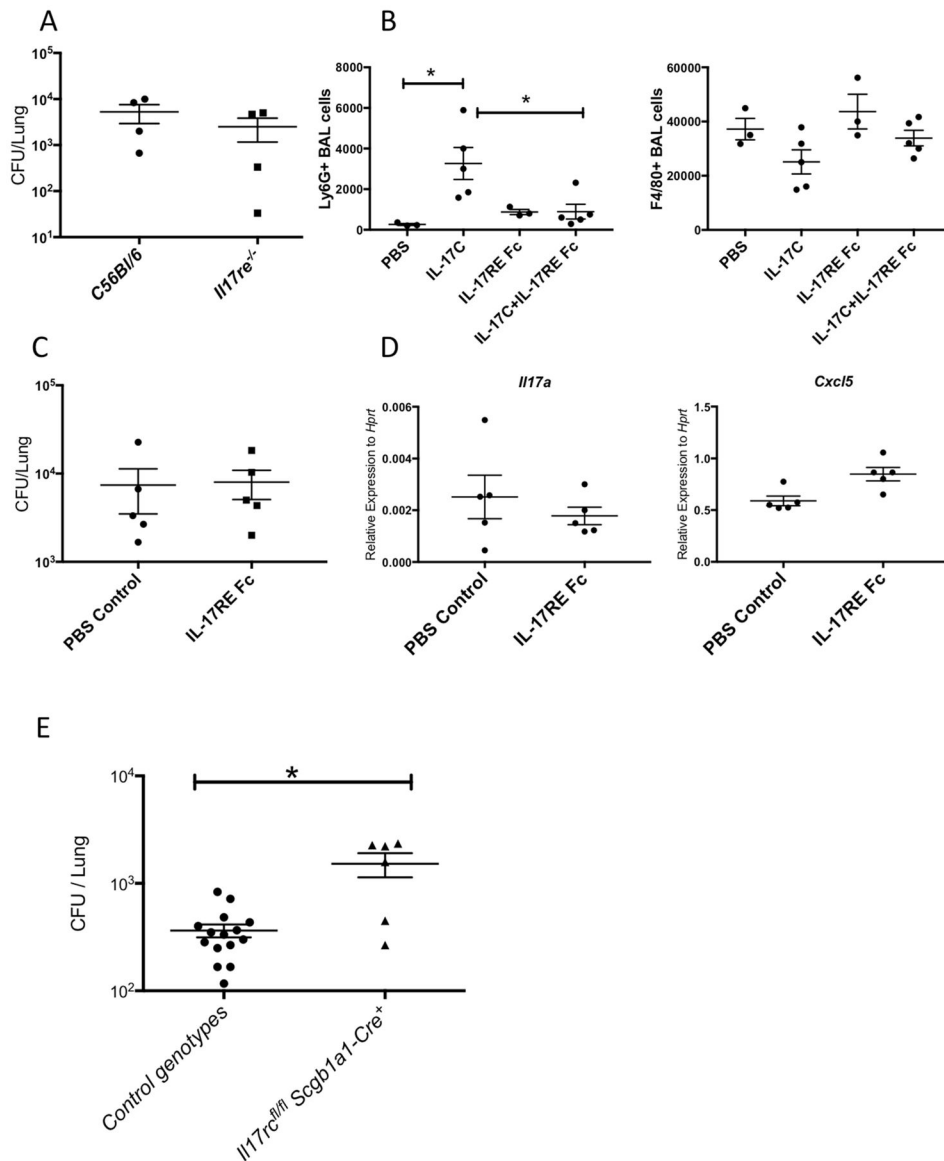 A
CFU/Lung
10^5
10^4
10^3
10^2
10^1
C56Bl/6
Il17re-/-
B
Ly6G+ BAL cells
8000
6000
4000
2000
0
*
*
PBS
IL-17C
IL-17RE Fc
IL-17C+IL-17RE Fc
F4/80+ BAL cells
60000
40000
20000
0
PBS
IL-17C
IL-17RE Fc
IL-17C+IL-17RE Fc
C
CFU/Lung
10^5
10^4
10^3
PBS Control
IL-17RE Fc
D
Il17a
Relative Expression to Hprt
0.006
0.004
0.002
0.000
PBS Control
IL-17RE Fc
Cxcl5
Relative Expression to Hprt
1.5
1.0
0.5
0.0
PBS Control
IL-17RE Fc
E
CFU / Lung
10^4
10^3
10^2
*
Control genotypes
Il17rc^fl/fl Scgb1a1-Cre^+